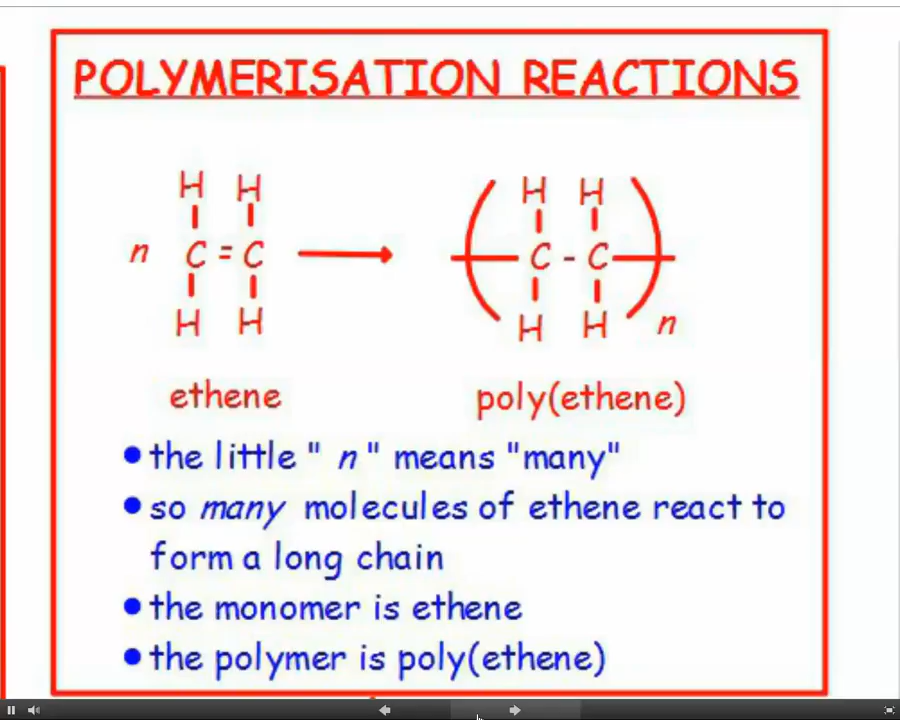 POLYMERISATION REACTIONS
H H H H
n C = C C - C
H H H H n
ethene poly(ethene)
the little " n " means "many"
so many molecules of ethene react to
form a long chain
the monomer is ethene
the polymer is poly(ethene)